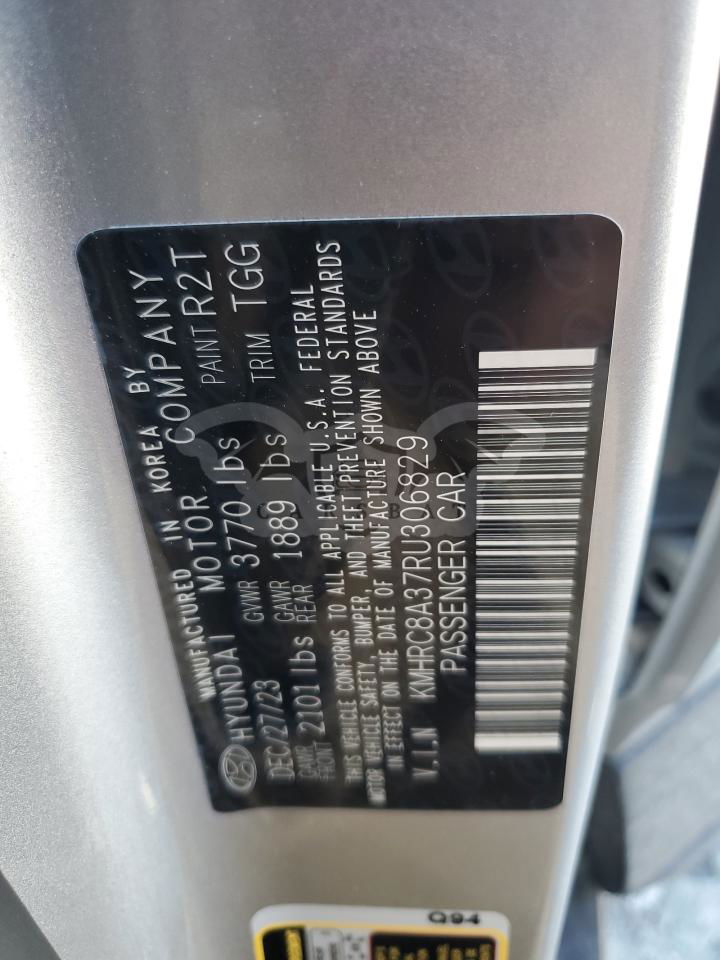 MANUFACTURED IN KOREA BY
HYUNDAI MOTOR COMPANY
DEC/27/23 GVWR 3770 lbs PAINT R2T
GAWR FRONT 2101 lbs GAWR REAR 1889 lbs TRIM TGG
THIS VEHICLE CONFORMS TO ALL APPLICABLE U.S.A. FEDERAL
MOTOR VEHICLE SAFETY, BUMPER, AND THEFT PREVENTION STANDARDS
IN EFFECT ON THE DATE OF MANUFACTURE SHOWN ABOVE
V.I.N KMHRC8A37RU306829
PASSENGER CAR
Q94